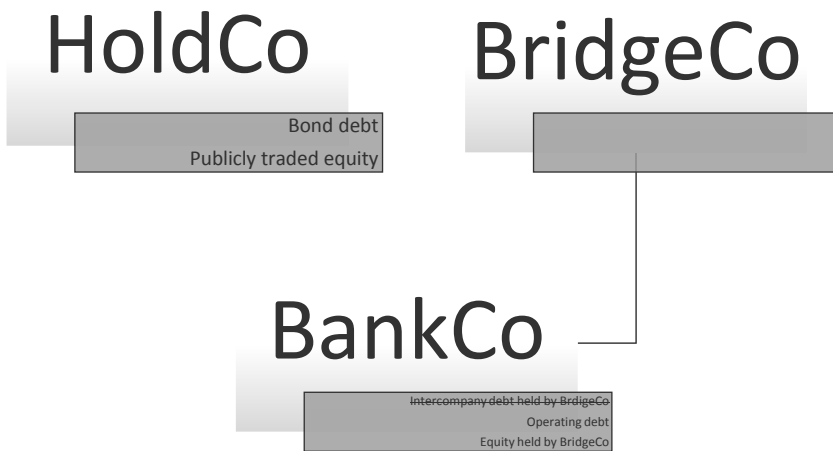 HoldCo
Bond debt
Publicly traded equity
BridgeCo
BankCo
Intercompany debt held by BrdigeCo
Operating debt
Equity held by BridgeCo